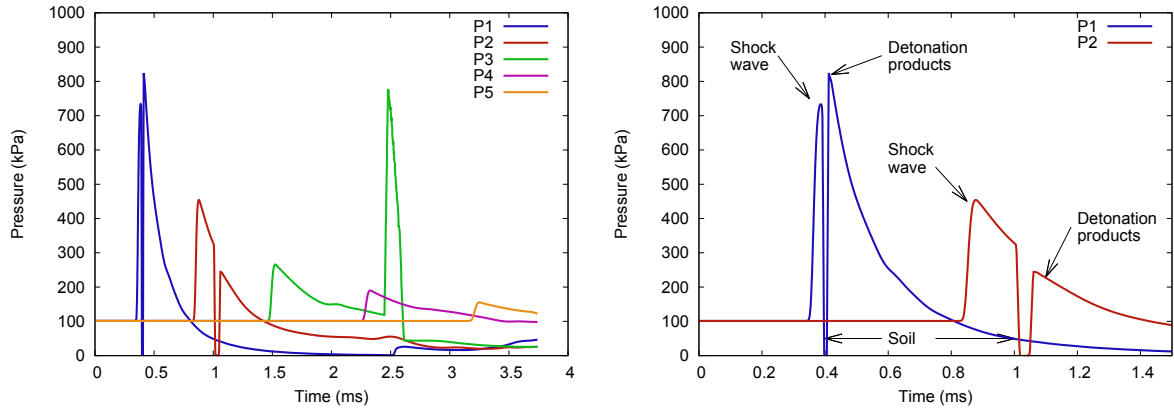 1000
900
800
700
600
500
400
300
200
100
0
Pressure (kPa)
0 0.5 1 1.5 2 2.5 3 3.5 4
Time (ms)
P1
P2
P3
P4
P5
1000
900
800
700
600
500
400
300
200
100
0
Pressure (kPa)
0 0.2 0.4 0.6 0.8 1 1.2 1.4
Time (ms)
P1
P2
Shock
wave
Detonation
products
Shock
wave
Detonation
products
Soil